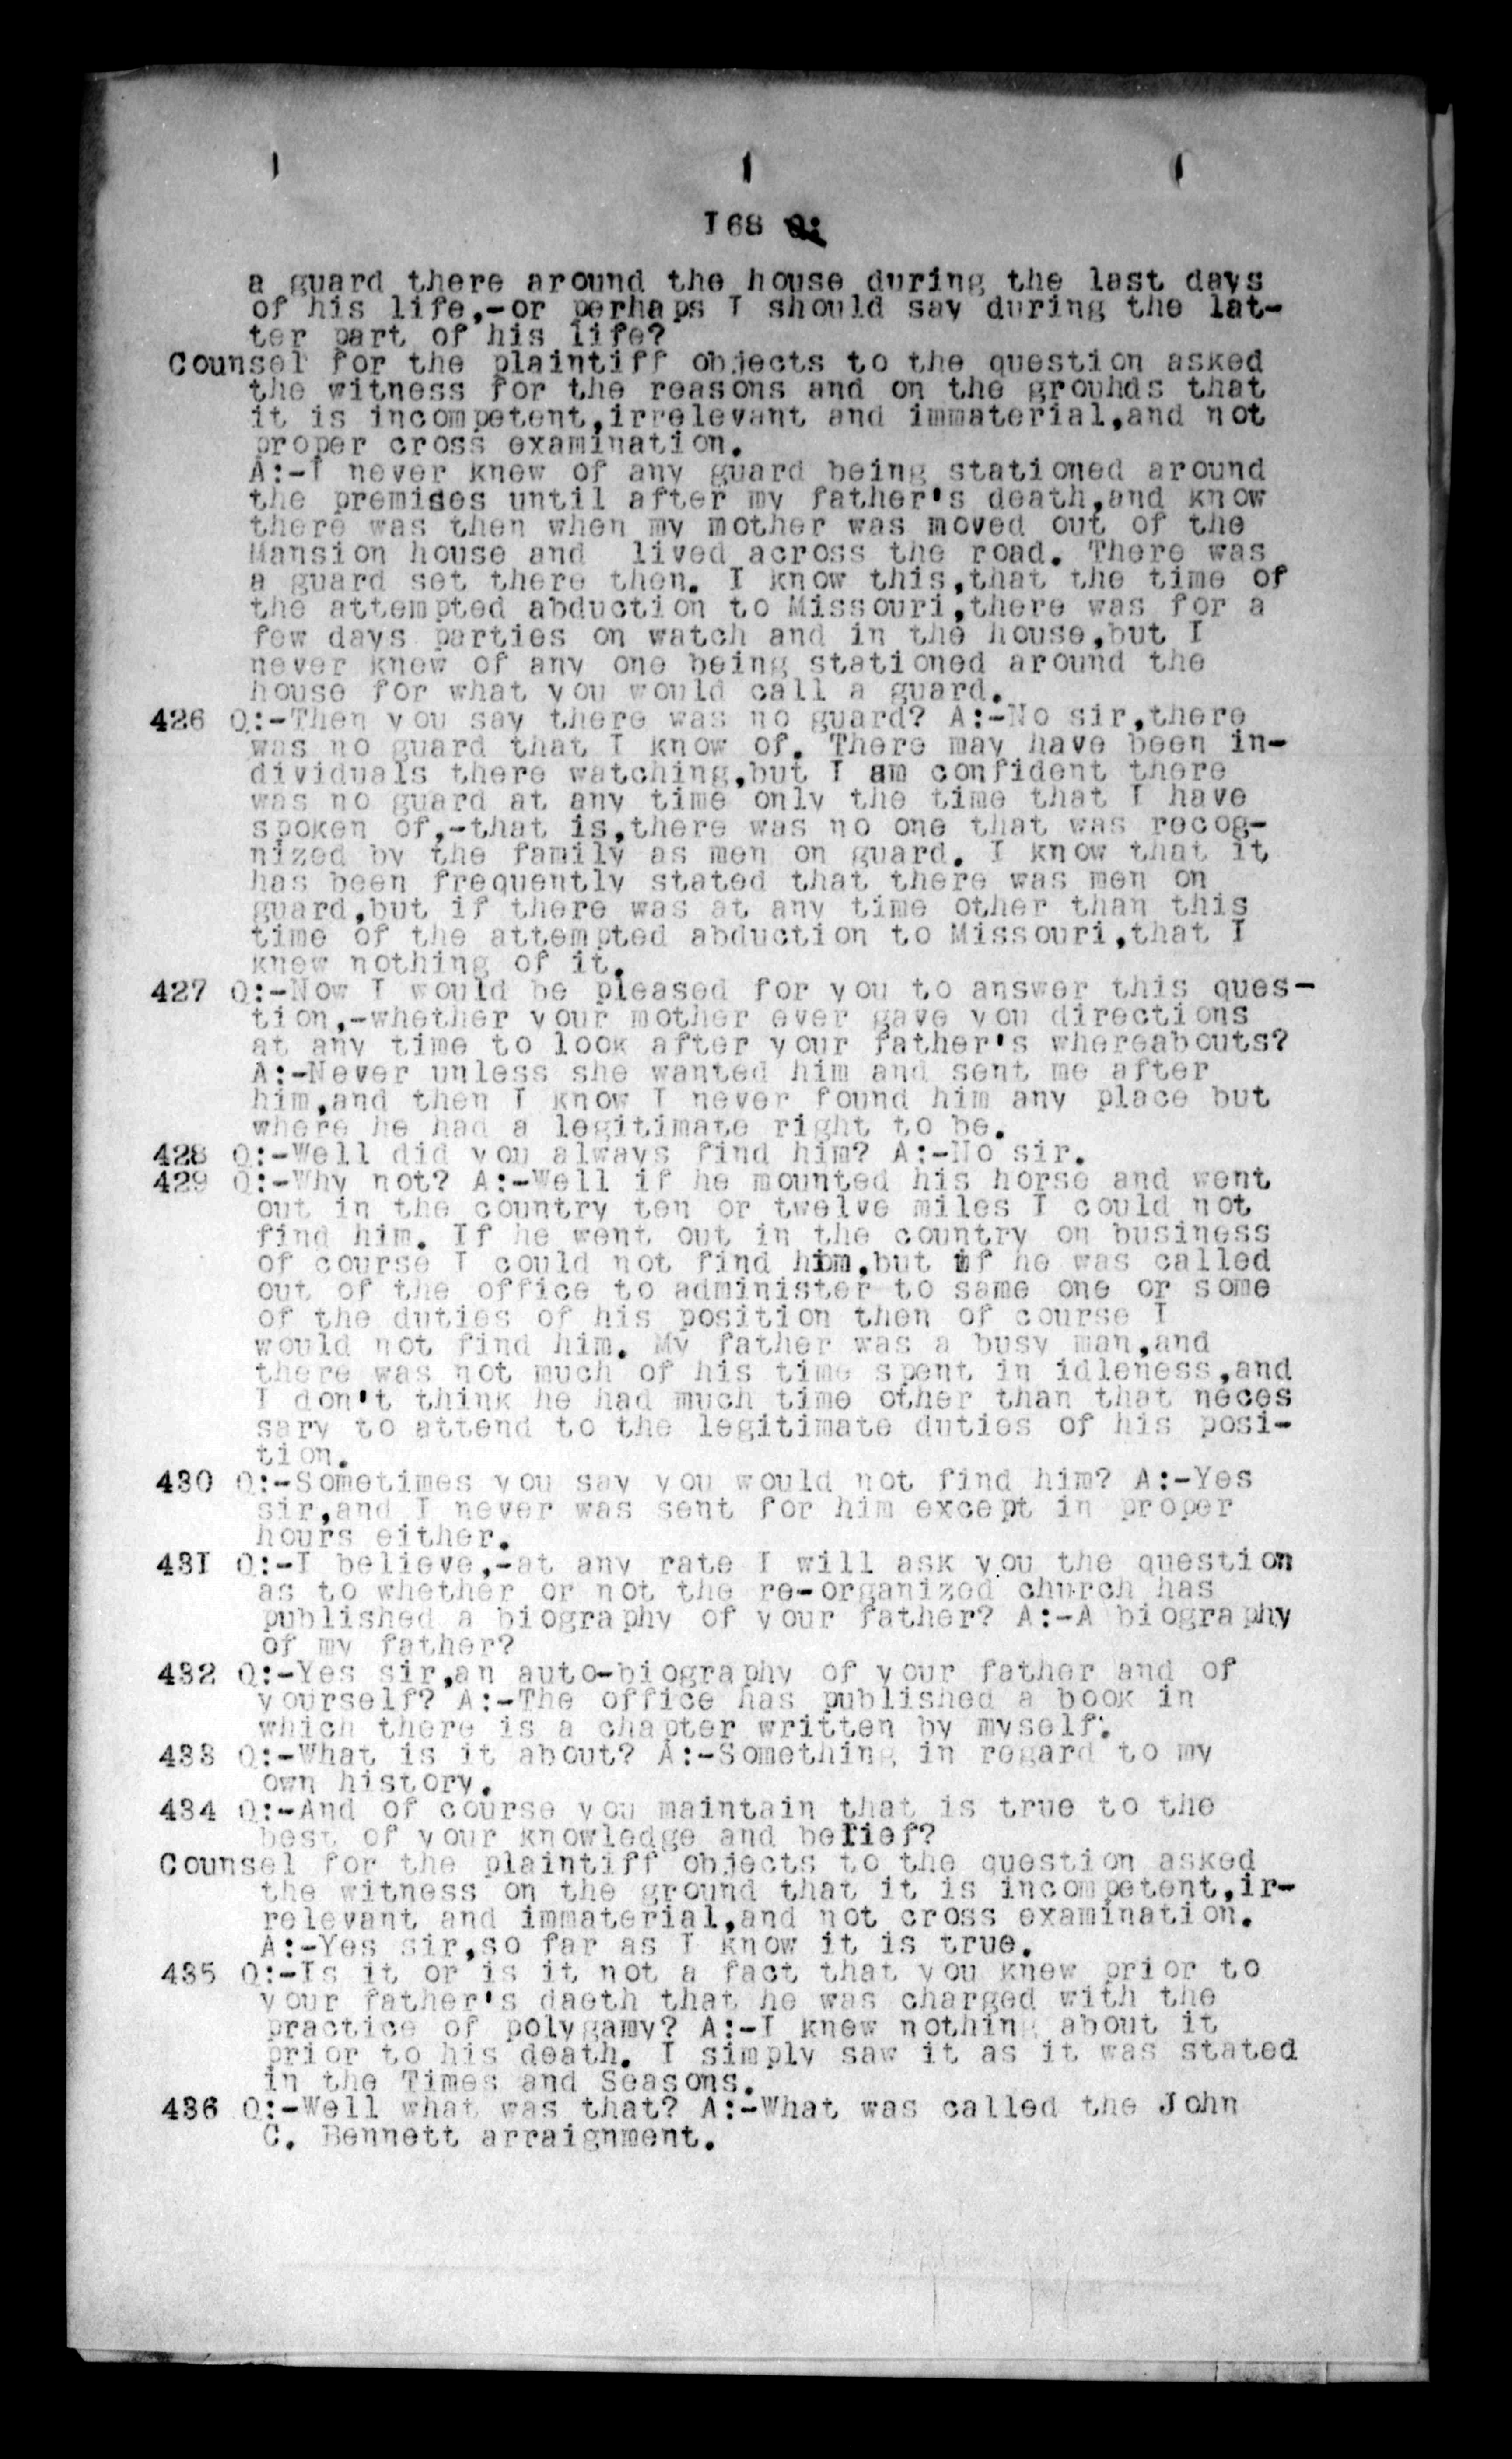 I68 Q:
a guard there around the house during the last days
of his life,-or perhaps I should say during the lat-
ter part of his life?
Counsel for the plaintiff objects to the question asked
the witness for the reasons and on the grouhds that
it is incompetent,irrelevant and immaterial,and not
proper cross examination.
A:-I never knew of any guard being stationed around
the premises until after my father's death,and know
there was then when my mother was moved out of the
Mansion house and lived across the road. There was
a guard set there then. I know this,that the time of
the attempted abduction to Missouri,there was for a
few days parties on watch and in the house,but I
never knew of any one being stationed around the
house for what you would call a guard.
426 Q:-Then you say there was no guard? A:-No sir,there
was no guard that I know of. There may have been in-
dividuals there watching,but I am confident there
was no guard at any time only the time that I have
spoken of,-that is,there was no one that was recog-
nized by the family as men on guard. I know that it
has been frequently stated that there was men on
guard,but if there was at any time other than this
time of the attempted abduction to Missouri,that I
knew nothing of it.
427 Q:-Now I would be pleased for you to answer this ques-
tion,-whether your mother ever gave you directions
at any time to look after your father's whereabouts?
A:-Never unless she wanted him and sent me after
him,and then I know I never found him any place but
where he had a legitimate right to be.
428 Q:-Well did you always find him? A:-No sir.
429 Q:-Why not? A:-Well if he mounted his horse and went
out in the country ten or twelve miles I could not
find him. If he went out in the country on business
of course I could not find him,but if he was called
out of the office to administer to same one or some
of the duties of his position then of course I
would not find him. My father was a busy man,and
there was not much of his time spent in idleness,and
I don't think he had much time other than that neces
sary to attend to the legitimate duties of his posi-
tion.
430 Q:-Sometimes you say you would not find him? A:-Yes
sir,and I never was sent for him except in proper
hours either.
43I Q:-I believe,-at any rate I will ask you the question
as to whether or not the re-organized church has
published a biography of your father? A:-A biography
of my father?
432 Q:-Yes sir,an auto-biography of your father and of
yourself? A:-The office has published a book in
which there is a chapter written by myself.
433 Q:-What is it about? A:-Something in regard to my
own history.
434 Q:-And of course you maintain that is true to the
best of your knowledge and belief?
Counsel for the plaintiff objects to the question asked
the witness on the ground that it is incompetent,ir-
relevant and immaterial,and not cross examination.
A:-Yes sir,so far as I know it is true.
435 Q:-Is it or is it not a fact that you knew prior to
your father's daeth that he was charged with the
practice of polygamy? A:-I knew nothing about it
prior to his death. I simply saw it as it was stated
in the Times and Seasons.
436 Q:-Well what was that? A:-What was called the John
C. Bennett arraignment.